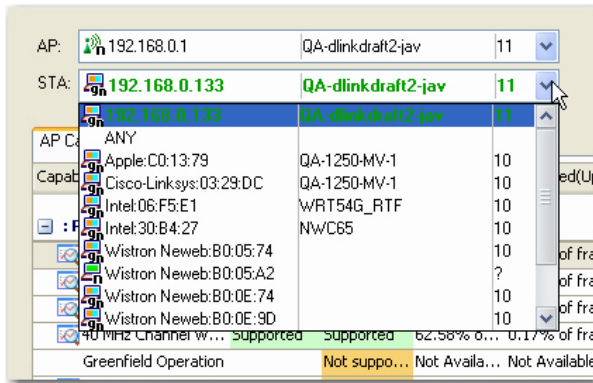 AP: 192.168.0.1 QA-dlinkdraft2-jav 11
STA: 192.168.0.133 QA-dlinkdraft2-jav 11
192.168.0.133 QA-dlinkdraft2-jav 11
ANY
AP Ca
Apple:C0:13:79 QA-1250-MV-1 10
Capab Cisco-Linksys:03:29:DC QA-1250-MV-1 10 ed(Up
Intel:06:F5:E1 WRT54G_RTF 10
Intel:30:B4:27 NWC65 10
Wistron Neweb:B0:05:74 10 of fra
Wistron Neweb:B0:05:A2 ? of fra
Wistron Neweb:B0:0E:74 10 of fra
Wistron Neweb:B0:0E:9D 10
40 MHz Channel w... Supported Supported 62.58% o... 0.17% of fra
Greenfield Operation Not suppo... Not Availa... Not Available